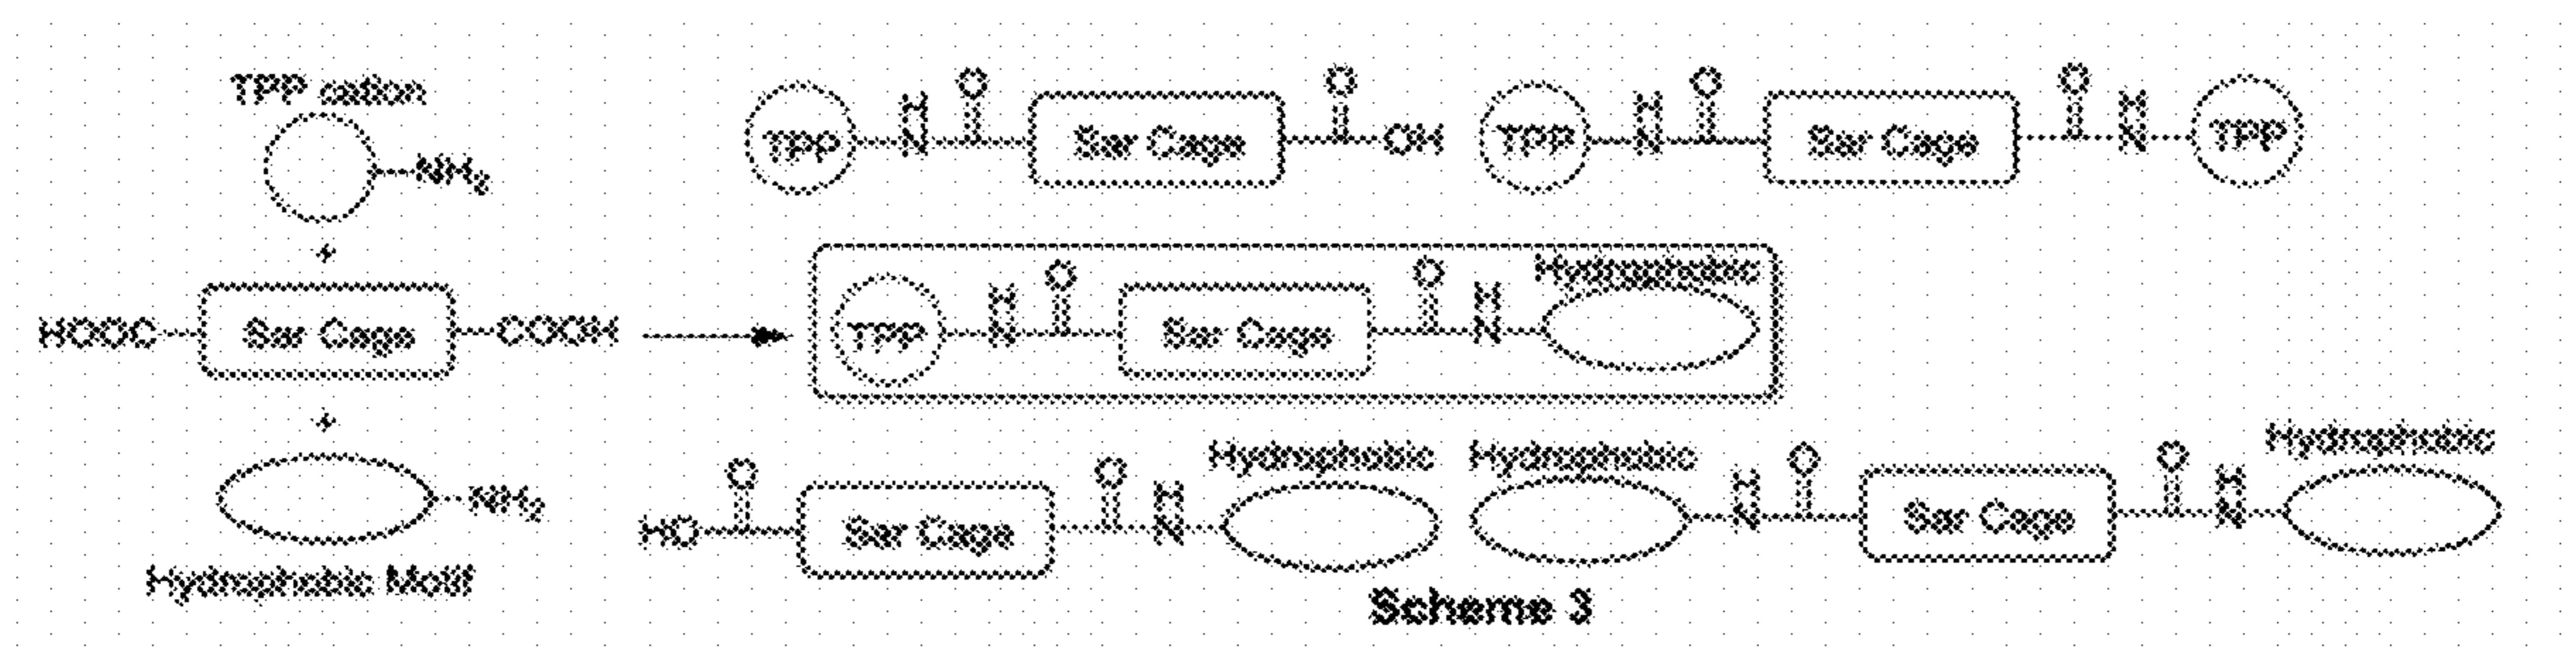 TPP cation
NH2
+
HOOC Sar Cage COOH
+
NH2
Hydrophobic Motif
TPP H N O Sar Cage O OH
TPP H N O Sar Cage O H N TPP
TPP H N O Sar Cage O H N Hydrophobic
HO O Sar Cage O H N Hydrophobic
Hydrophobic H N O Sar Cage O H N Hydrophobic
Scheme 3